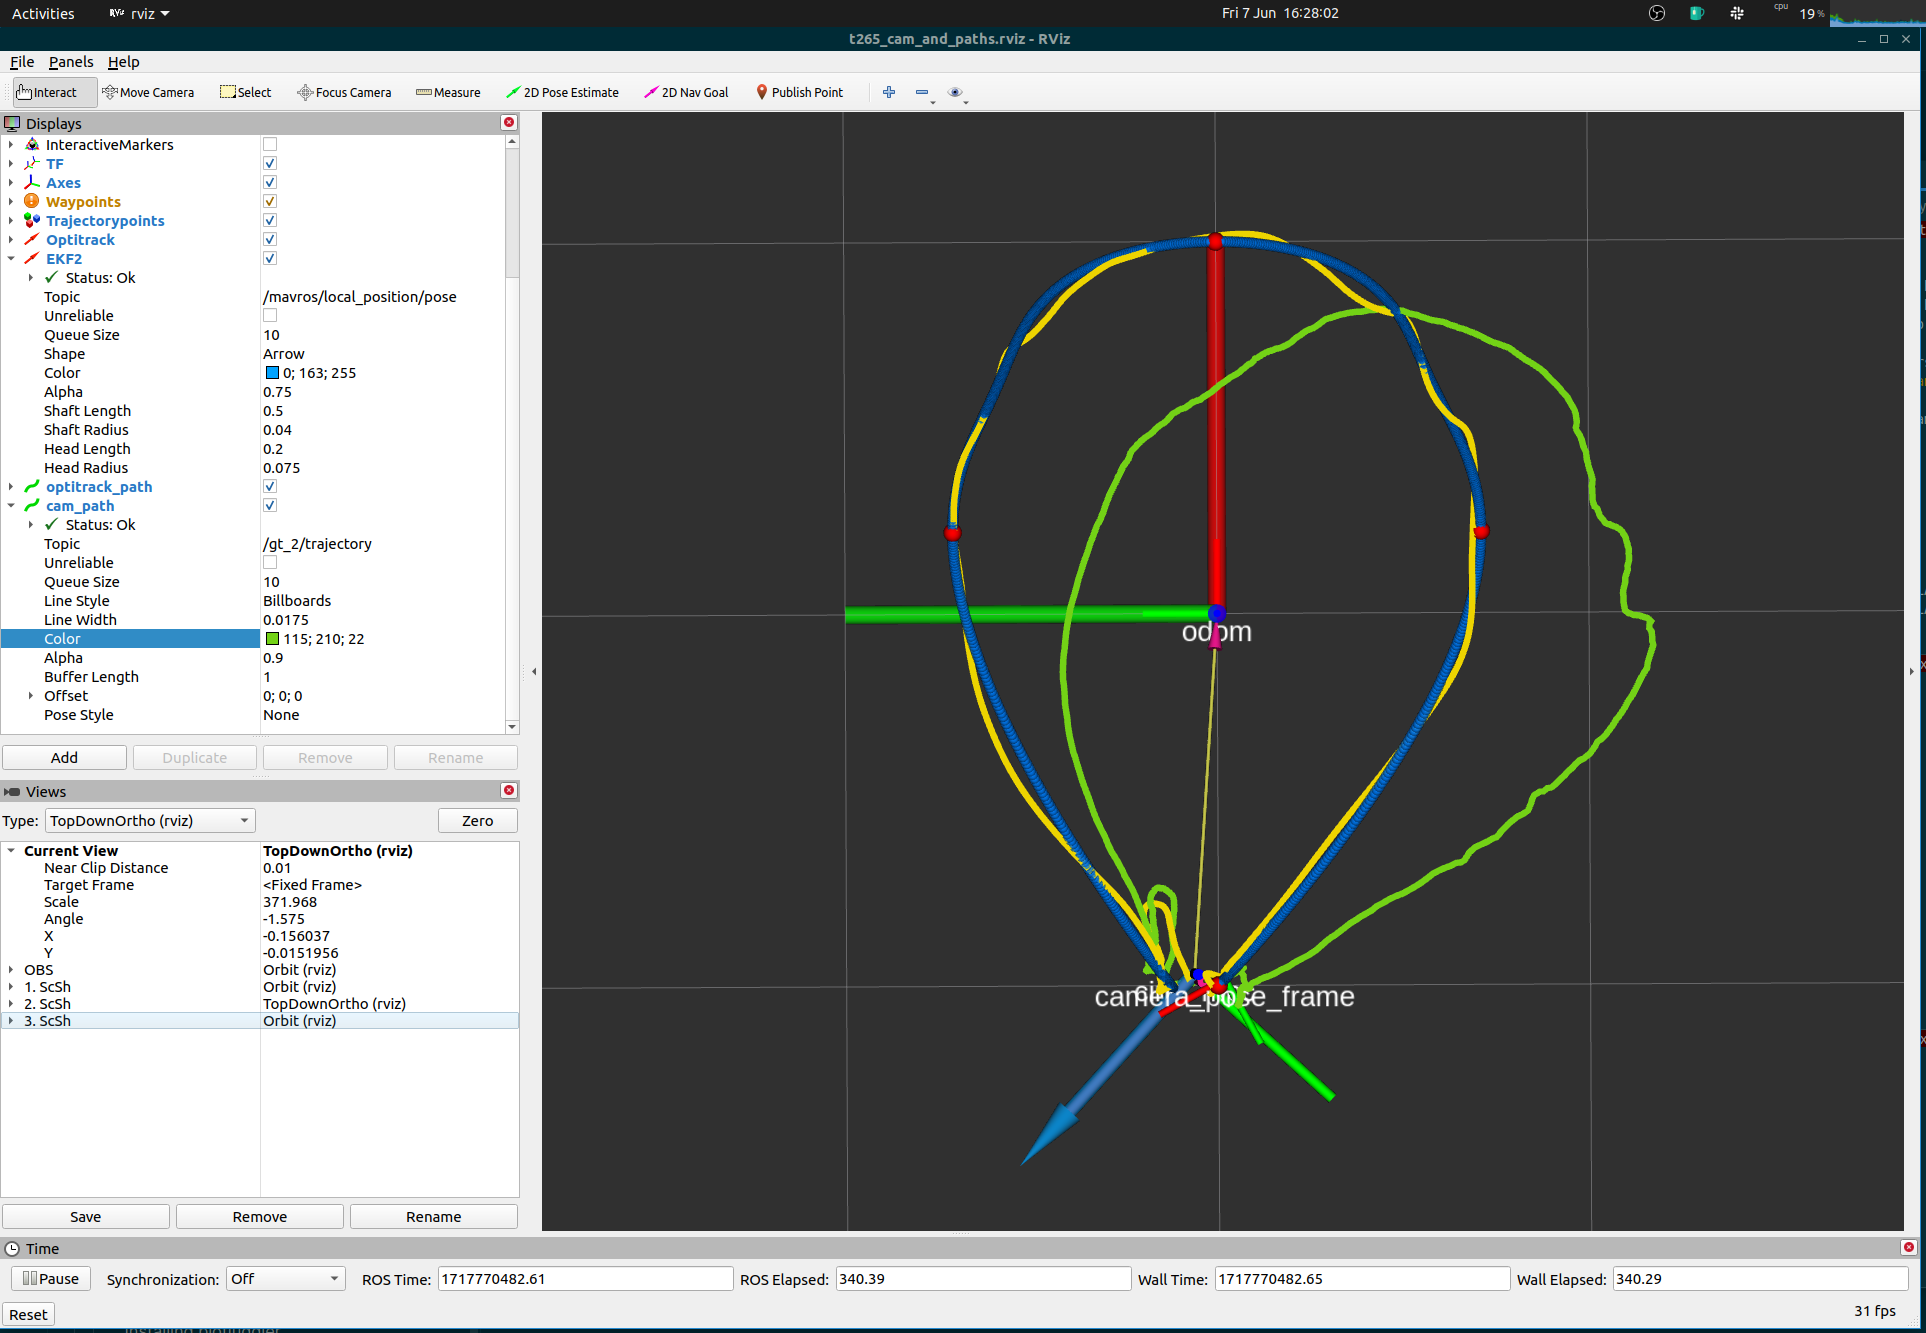 Activities rviz Fri 7 Jun 16:28:02 cpu 19 %
t265_cam_and_paths.rviz - RViz
File Panels Help
Interact Move Camera Select Focus Camera Measure 2D Pose Estimate 2D Nav Goal Publish Point
Displays
InteractiveMarkers
TF
Axes
Waypoints
Trajectorypoints
Optitrack
EKF2
Status: Ok
Topic /mavros/local_position/pose
Unreliable
Queue Size 10
Shape Arrow
Color 0; 163; 255
Alpha 0.75
Shaft Length 0.5
Shaft Radius 0.04
Head Length 0.2
Head Radius 0.075
optitrack_path
cam_path
Status: Ok
Topic /gt_2/trajectory
Unreliable
Queue Size 10
Line Style Billboards
Line Width 0.0175
Color 115; 210; 22
Alpha 0.9
Buffer Length 1
Offset 0; 0; 0
Pose Style None
Add Duplicate Remove Rename
Views
Type: TopDownOrtho (rviz) Zero
Current View TopDownOrtho (rviz)
Near Clip Distance 0.01
Target Frame <Fixed Frame>
Scale 371.968
Angle -1.575
X -0.156037
Y -0.0151956
OBS Orbit (rviz)
1. ScSh Orbit (rviz)
2. ScSh TopDownOrtho (rviz)
3. ScSh Orbit (rviz)
Save Remove Rename
odom
camera_pose_frame
Time
Pause Synchronization: Off ROS Time: 1717770482.61 ROS Elapsed: 340.39 Wall Time: 1717770482.65 Wall Elapsed: 340.29
Reset 31 fps